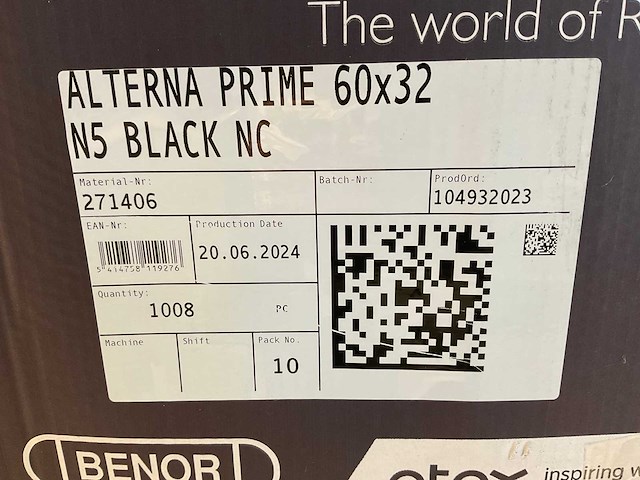 The world of R
ALTERNA PRIME 60x32
N5 BLACK NC
Material-Nr:
271406
Batch-Nr:
ProdOrd:
104932023
EAN-Nr:
5 414758 119276
Production Date
20.06.2024
Quantity:
1008 PC
Machine
Shift
Pack No.
10
BENOR
inspiring w